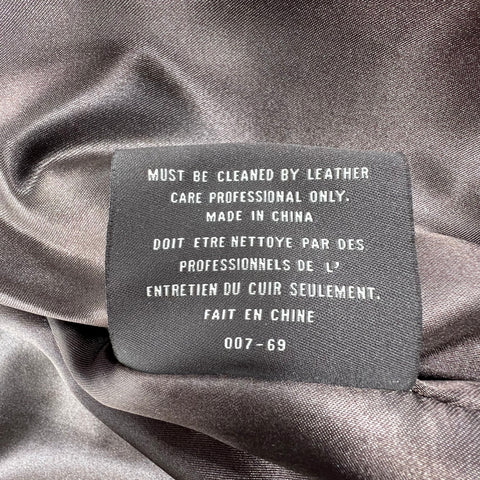 MUST BE CLEANED BY LEATHER
CARE PROFESSIONAL ONLY.
MADE IN CHINA
DOIT ETRE NETTOYE PAR DES
PROFESSIONNELS DE L'
ENTRETIEN DU CUIR SEULEMENT.
FAIT EN CHINE
007-69